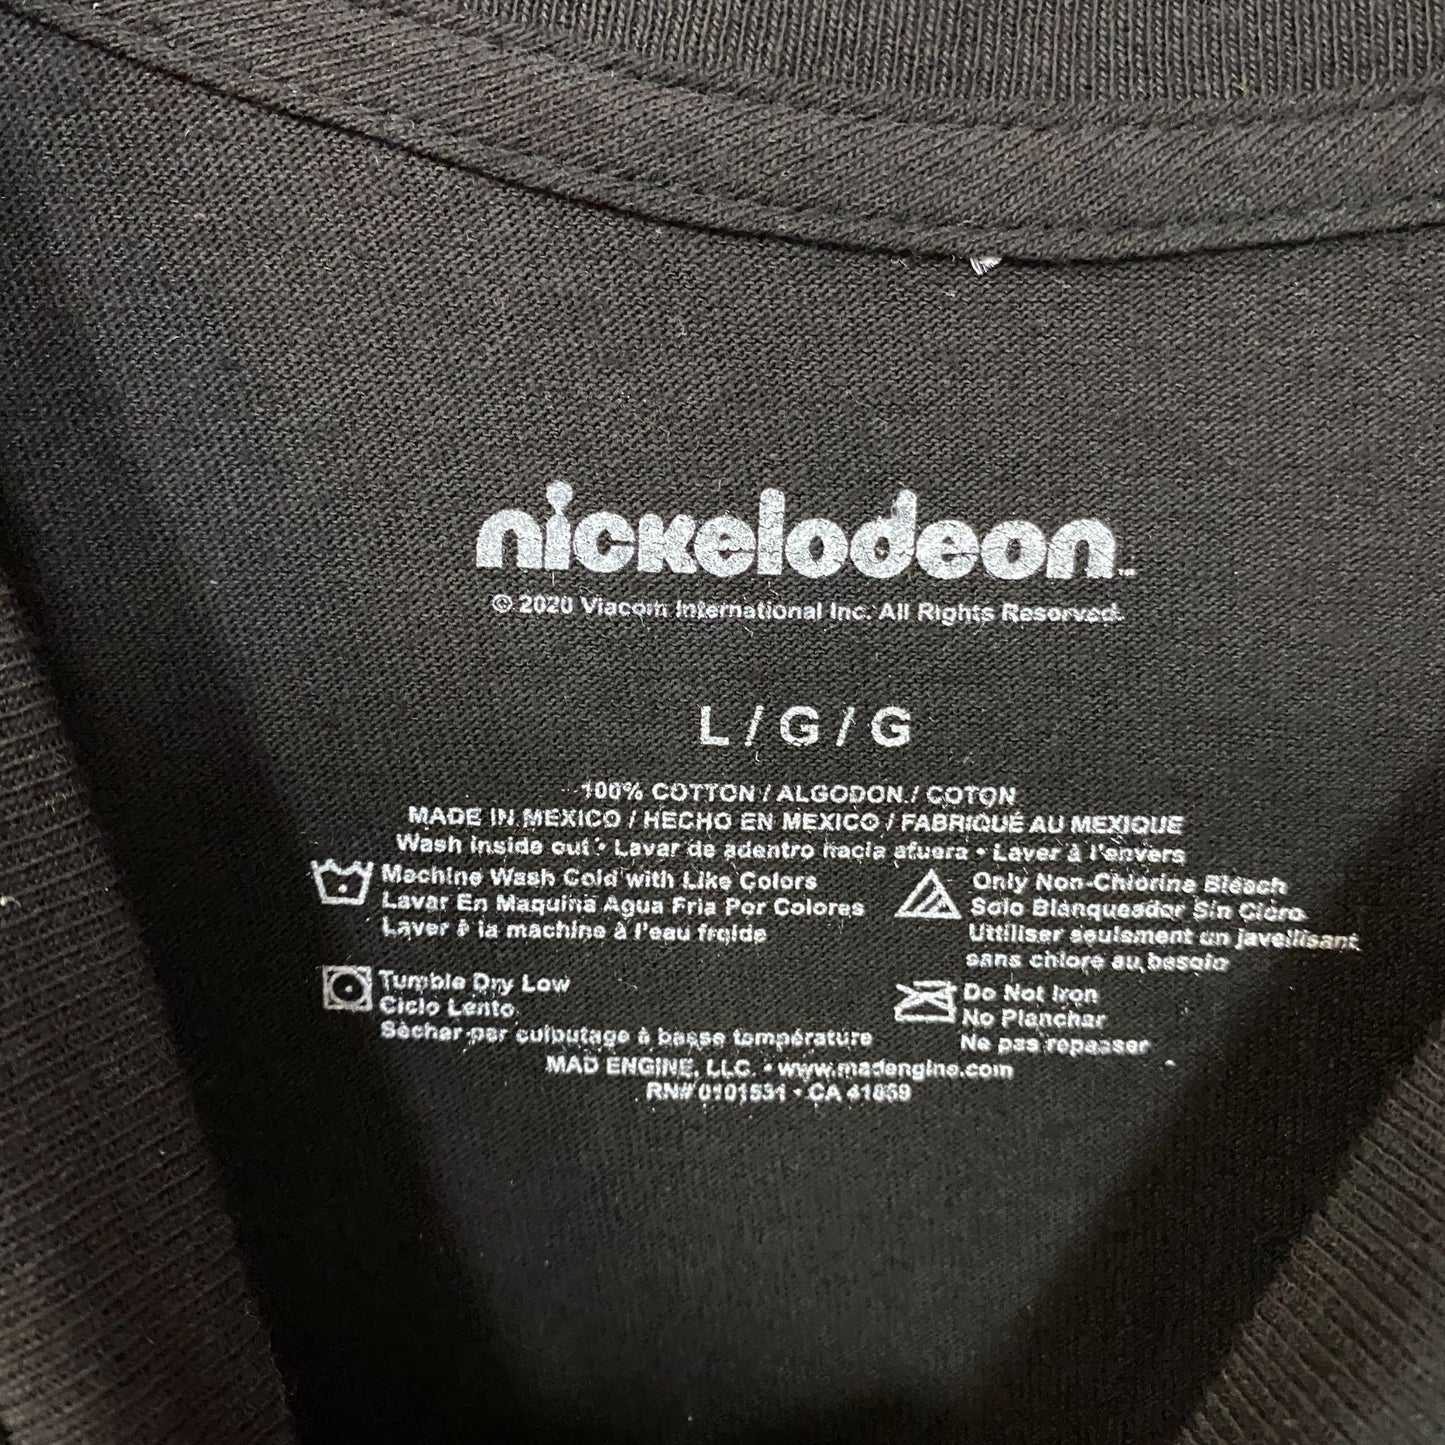 nickelodeon™
© 2020 Viacom International Inc. All Rights Reserved.
L / G / G
100% COTTON / ALGODON / COTON
MADE IN MEXICO / HECHO EN MEXICO / FABRIQUÉ AU MEXIQUE
Wash inside out • Lavar de adentro hacia afuera • Laver à l'envers
Machine Wash Cold with Like Colors
Lavar En Maquina Agua Fria Por Colores
Laver à la machine à l'eau froide
Only Non-Chlorine Bleach
Solo Blanqueador Sin Cloro
Uttiliser seulement un javellisant
sans chlore au besoin
Tumble Dry Low
Ciclo Lento
Sècher par culbutage à basse température
Do Not Iron
No Planchar
Ne pas repasser
MAD ENGINE, LLC. • www.madengine.com
RN# 0101531 • CA 41859